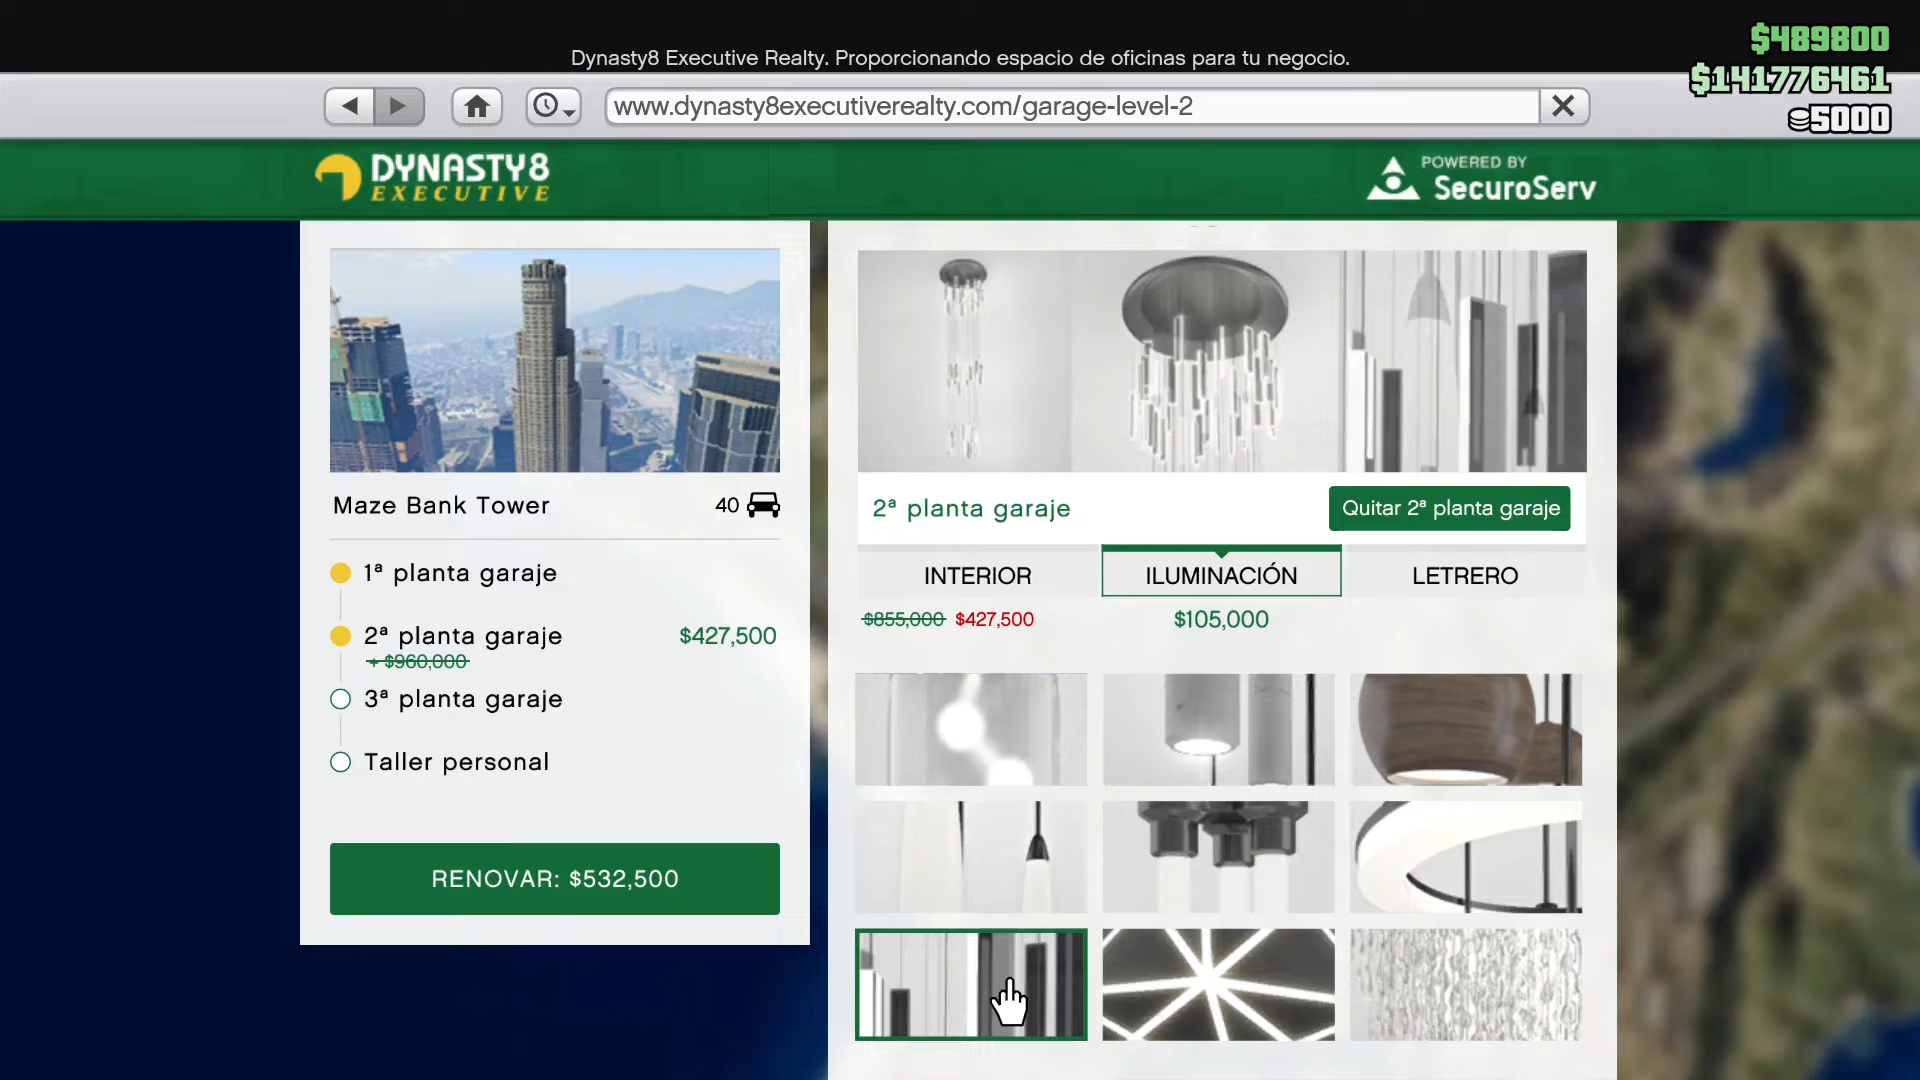 Dynasty8 Executive Realty. Proporcionando espacio de oficinas para tu negocio.
$489800
$141776461
5000
www.dynasty8executiverealty.com/garage-level-2
DYNASTY8
EXECUTIVE
POWERED BY
SecuroServ
Maze Bank Tower
40
1ª planta garaje
2ª planta garaje
$427,500
+ $960,000
3ª planta garaje
Taller personal
RENOVAR: $532,500
2ª planta garaje
Quitar 2ª planta garaje
INTERIOR
ILUMINACIÓN
LETRERO
$855,000 $427,500
$105,000